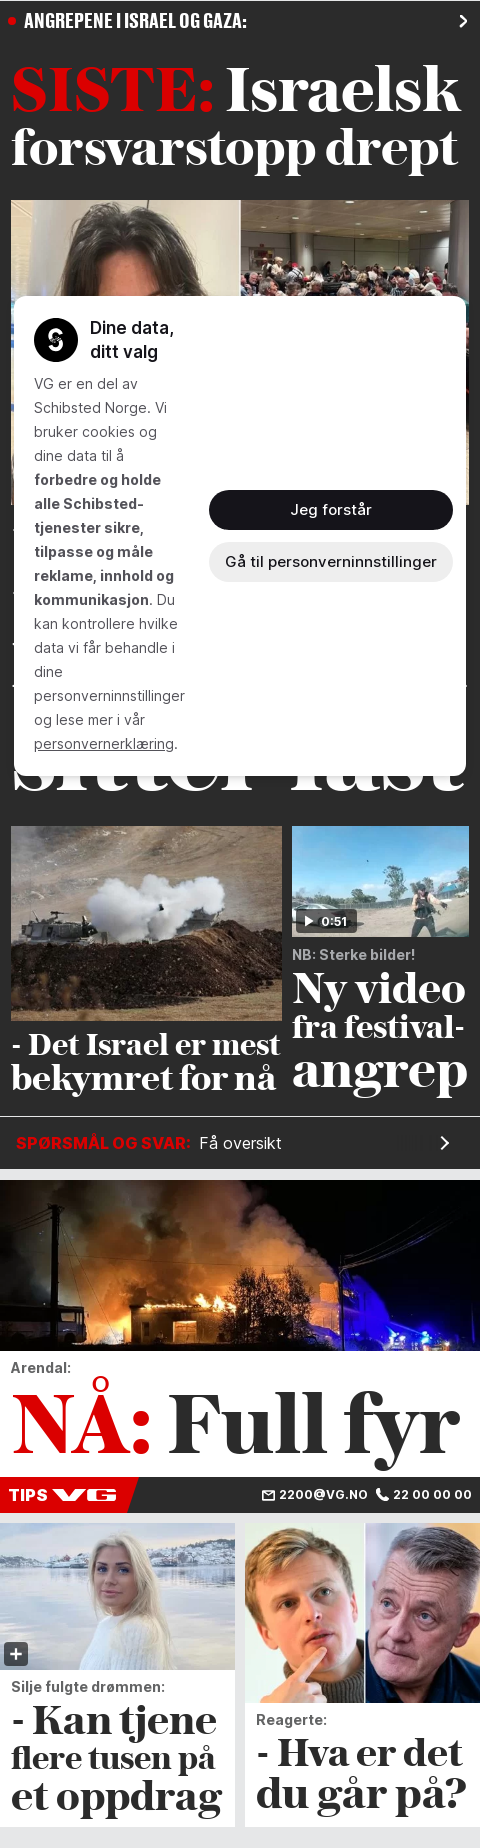 ANGREPENE I ISRAEL OG GAZA:
SISTE: Israelsk
forsvarstopp drept
Dine data,
ditt valg
VG er en del av
Schibsted Norge. Vi
bruker cookies og
dine data til å
forbedre og holde
alle Schibsted-
tjenester sikre,
tilpasse og måle
reklame, innhold og
kommunikasjon. Du
kan kontrollere hvilke
data vi får behandle i
dine
personverninnstillinger
og lese mer i vår
personvernerklæring.
Jeg forstår
Gå til personverninnstillinger
sitter fast
0:51
- Det Israel er mest
bekymret for nå
NB: Sterke bilder!
Ny video
fra festival-
angrep
SPØRSMÅL OG SVAR: Få oversikt
Arendal:
NÅ: Full fyr
TIPS VG
2200@VG.NO 22 00 00 00
Silje fulgte drømmen:
- Kan tjene
flere tusen på
et oppdrag
Reagerte:
- Hva er det
du går på?